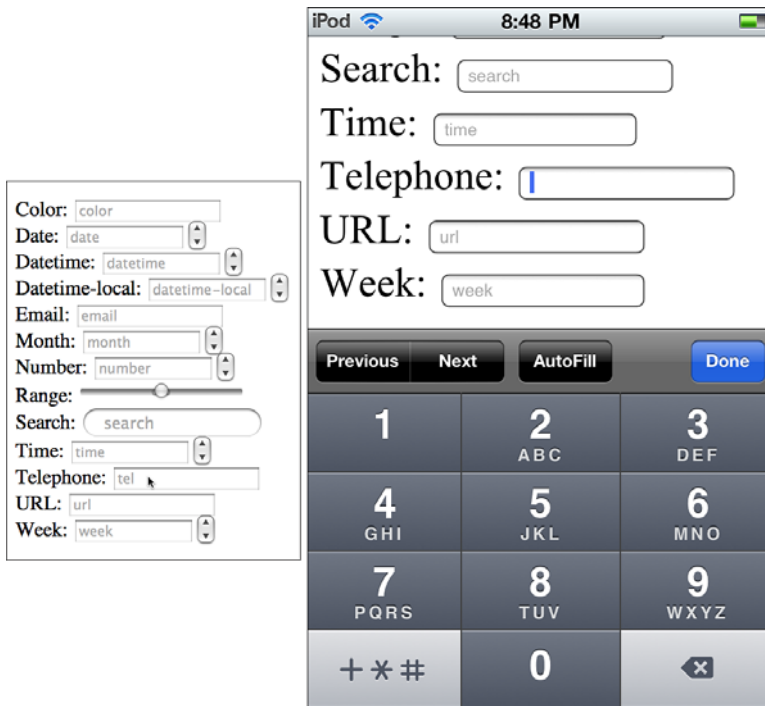 Color: color
Date: date
Datetime: datetime
Datetime-local: datetime-local
Email: email
Month: month
Number: number
Range:
Search: search
Time: time
Telephone: tel
URL: url
Week: week
iPod 8:48 PM
Search: search
Time: time
Telephone:
URL: url
Week: week
Previous Next AutoFill Done
1 2 3
ABC DEF
4 5 6
GHI JKL MNO
7 8 9
PQRS TUV WXYZ
+*# 0